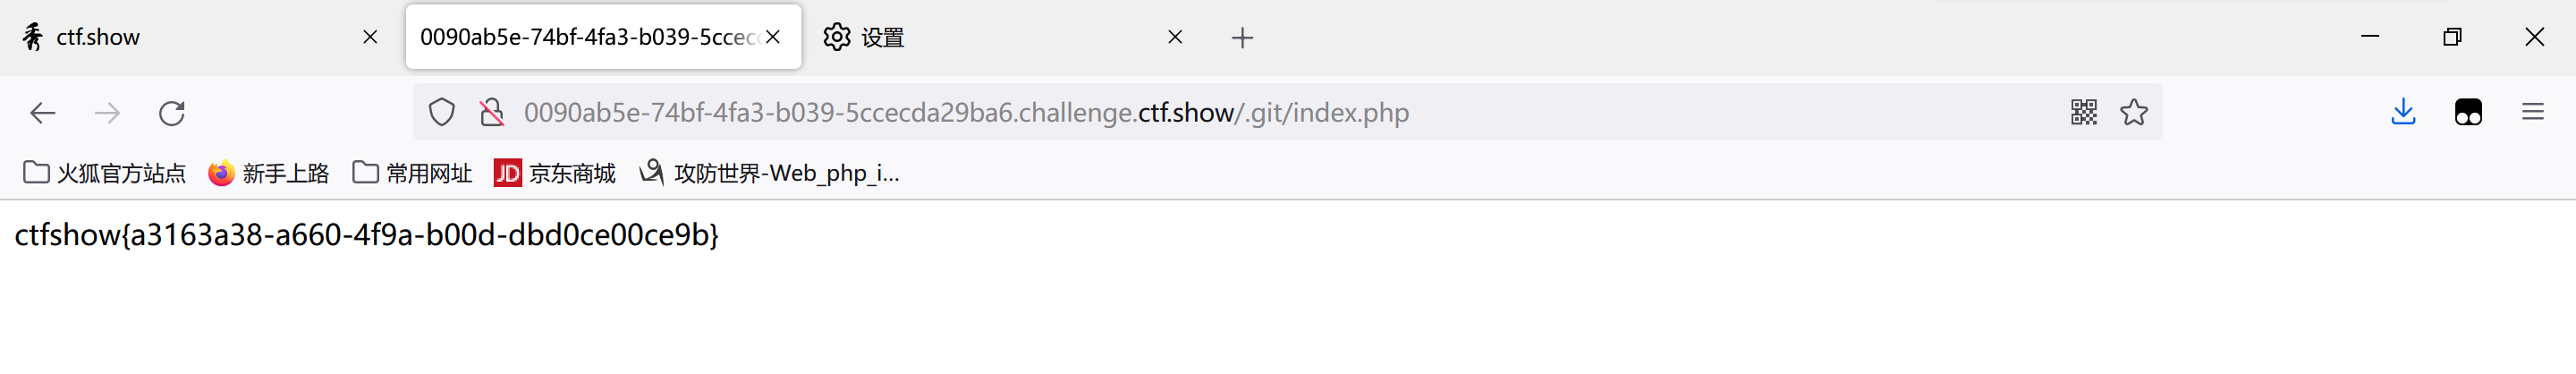 ctf.show
0090ab5e-74bf-4fa3-b039-5ccec
设置
0090ab5e-74bf-4fa3-b039-5ccecda29ba6.challenge.ctf.show/.git/index.php
火狐官方站点 新手上路 常用网址 JD 京东商城 攻防世界-Web_php_i...
ctfshow{a3163a38-a660-4f9a-b00d-dbd0ce00ce9b}